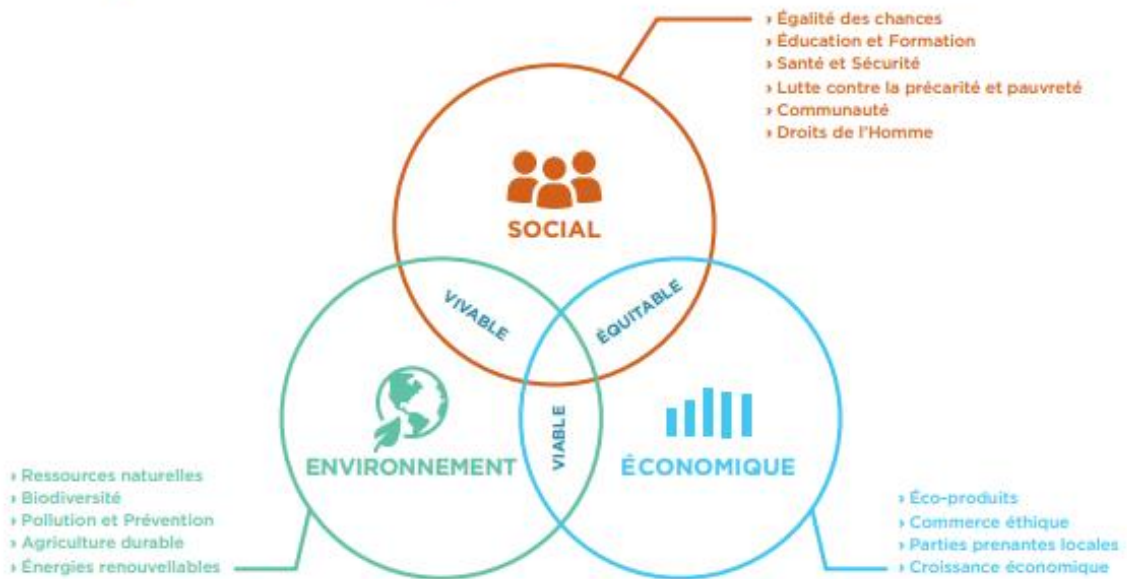 › Égalité des chances
› Éducation et Formation
› Santé et Sécurité
› Lutte contre la précarité et pauvreté
› Communauté
› Droits de l'Homme
SOCIAL
VIVABLE
ÉQUITABLE
VIABLE
ENVIRONNEMENT
ÉCONOMIQUE
› Ressources naturelles
› Biodiversité
› Pollution et Prévention
› Agriculture durable
› Énergies renouvellables
› Éco-produits
› Commerce éthique
› Parties prenantes locales
› Croissance économique